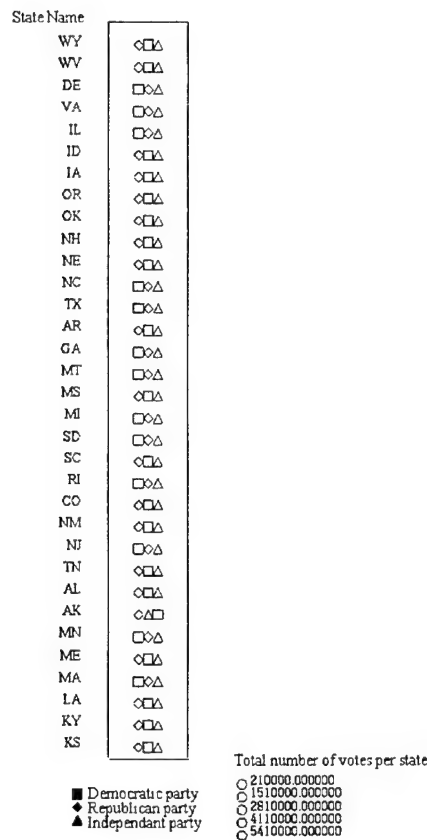 State Name
WY
WV
DE
VA
IL
ID
IA
OR
OK
NH
NE
NC
TX
AR
GA
MT
MS
MI
SD
SC
RI
CO
NM
NJ
TN
AL
AK
MN
ME
MA
LA
KY
KS
Democratic party
Republican party
Independant party
Total number of votes per state
210000.000000
1510000.000000
2810000.000000
4110000.000000
5410000.000000